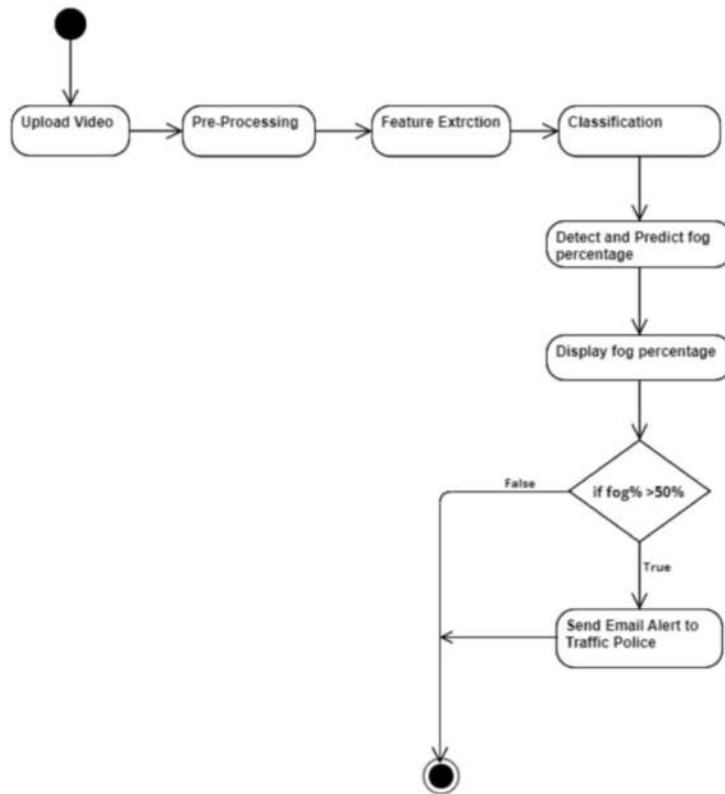 Upload Video
Pre-Processing
Feature Extrction
Classification
Detect and Predict fog
percentage
Display fog percentage
if fog% >50%
False
True
Send Email Alert to
Traffic Police